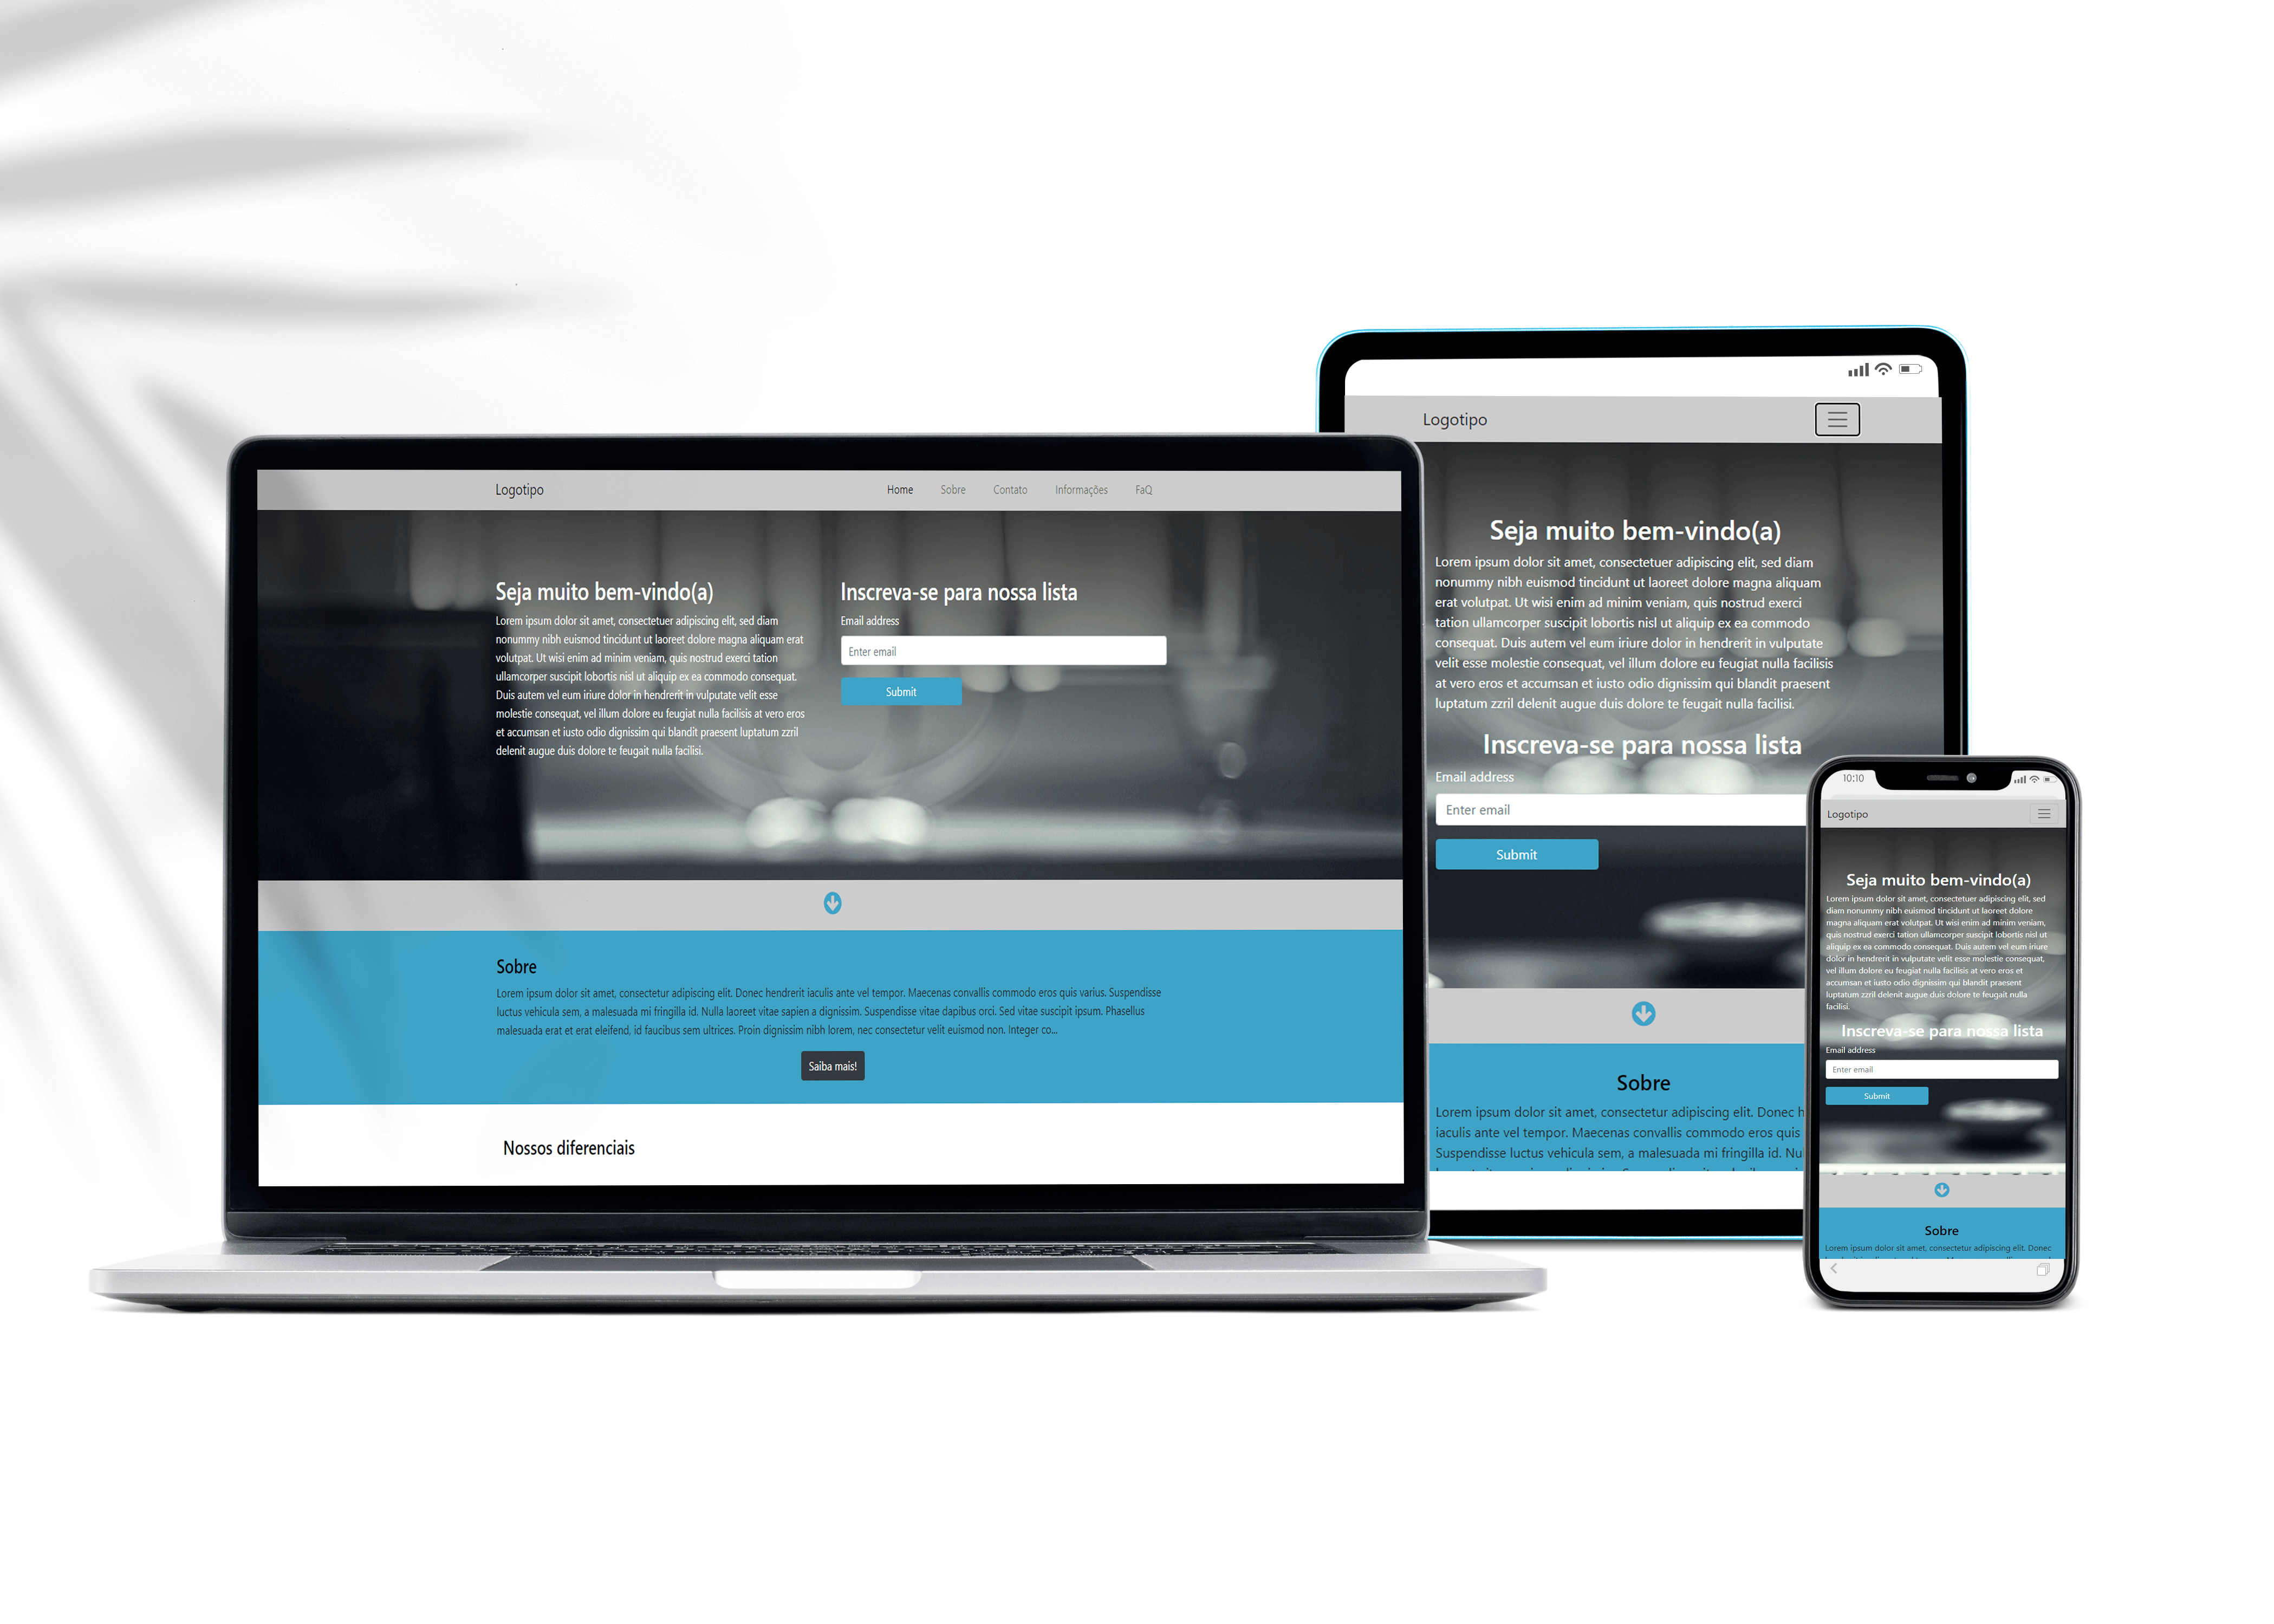 Logotipo
Home Sobre Contato Informações FaQ
Seja muito bem-vindo(a)
Lorem ipsum dolor sit amet, consectetuer adipiscing elit, sed diam
nonummy nibh euismod tincidunt ut laoreet dolore magna aliquam erat
volutpat. Ut wisi enim ad minim veniam, quis nostrud exerci tation
ullamcorper suscipit lobortis nisl ut aliquip ex ea commodo consequat.
Duis autem vel eum iriure dolor in hendrerit in vulputate velit esse
molestie consequat, vel illum dolore eu feugiat nulla facilisis at vero eros
et accumsan et iusto odio dignissim qui blandit praesent luptatum zzril
delenit augue duis dolore te feugait nulla facilisi.
Inscreva-se para nossa lista
Email address
Enter email
Submit
Sobre
Lorem ipsum dolor sit amet, consectetur adipiscing elit. Donec hendrerit iaculis ante vel tempor. Maecenas convallis commodo eros quis varius. Suspendisse
luctus vehicula sem, a malesuada mi fringilla id. Nulla laoreet vitae sapien a dignissim. Suspendisse vitae dapibus orci. Sed vitae suscipit ipsum. Phasellus
malesuada erat et erat eleifend, id faucibus sem ultrices. Proin dignissim nibh lorem, nec consectetur velit euismod non. Integer co...
Saiba mais!
Nossos diferenciais
Logotipo
Seja muito bem-vindo(a)
Lorem ipsum dolor sit amet, consectetuer adipiscing elit, sed diam
nonummy nibh euismod tincidunt ut laoreet dolore magna aliquam
erat volutpat. Ut wisi enim ad minim veniam, quis nostrud exerci
tation ullamcorper suscipit lobortis nisl ut aliquip ex ea commodo
consequat. Duis autem vel eum iriure dolor in hendrerit in vulputate
velit esse molestie consequat, vel illum dolore eu feugiat nulla facilisis
at vero eros et accumsan et iusto odio dignissim qui blandit praesent
luptatum zzril delenit augue duis dolore te feugait nulla facilisi.
Inscreva-se para nossa lista
Email address
Enter email
Submit
Sobre
Lorem ipsum dolor sit amet, consectetur adipiscing elit. Donec h
iaculis ante vel tempor. Maecenas convallis commodo eros quis
Suspendisse luctus vehicula sem, a malesuada mi fringilla id. Nu
10:10
Logotipo
Seja muito bem-vindo(a)
Lorem ipsum dolor sit amet, consectetuer adipiscing elit, sed
diam nonummy nibh euismod tincidunt ut laoreet dolore
magna aliquam erat volutpat. Ut wisi enim ad minim veniam,
quis nostrud exerci tation ullamcorper suscipit lobortis nisl ut
aliquip ex ea commodo consequat. Duis autem vel eum iriure
dolor in hendrerit in vulputate velit esse molestie consequat,
vel illum dolore eu feugiat nulla facilisis at vero eros et
accumsan et iusto odio dignissim qui blandit praesent
luptatum zzril delenit augue duis dolore te feugait nulla
facilisi.
Inscreva-se para nossa lista
Email address
Enter email
Submit
Sobre
Lorem ipsum dolor sit amet, consectetur adipiscing elit. Donec